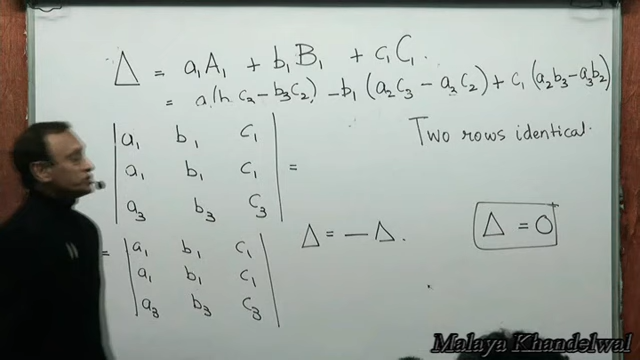 Δ = a₁A₁ + b₁B₁ + c₁C₁.
= a₁(b c₃ - b₃c₂) - b₁ (a₂c₃ - a₃c₂) + c₁ (a₂b₃ - a₃b₂)
Two rows identical.
a₁ b₁ c₁
a₁ b₁ c₁ =
a₃ b₃ c₃
Δ = - Δ.
Δ = 0
= a₁ b₁ c₁
a₁ b₁ c₁
a₃ b₃ c₃
Malaya Khandelwal